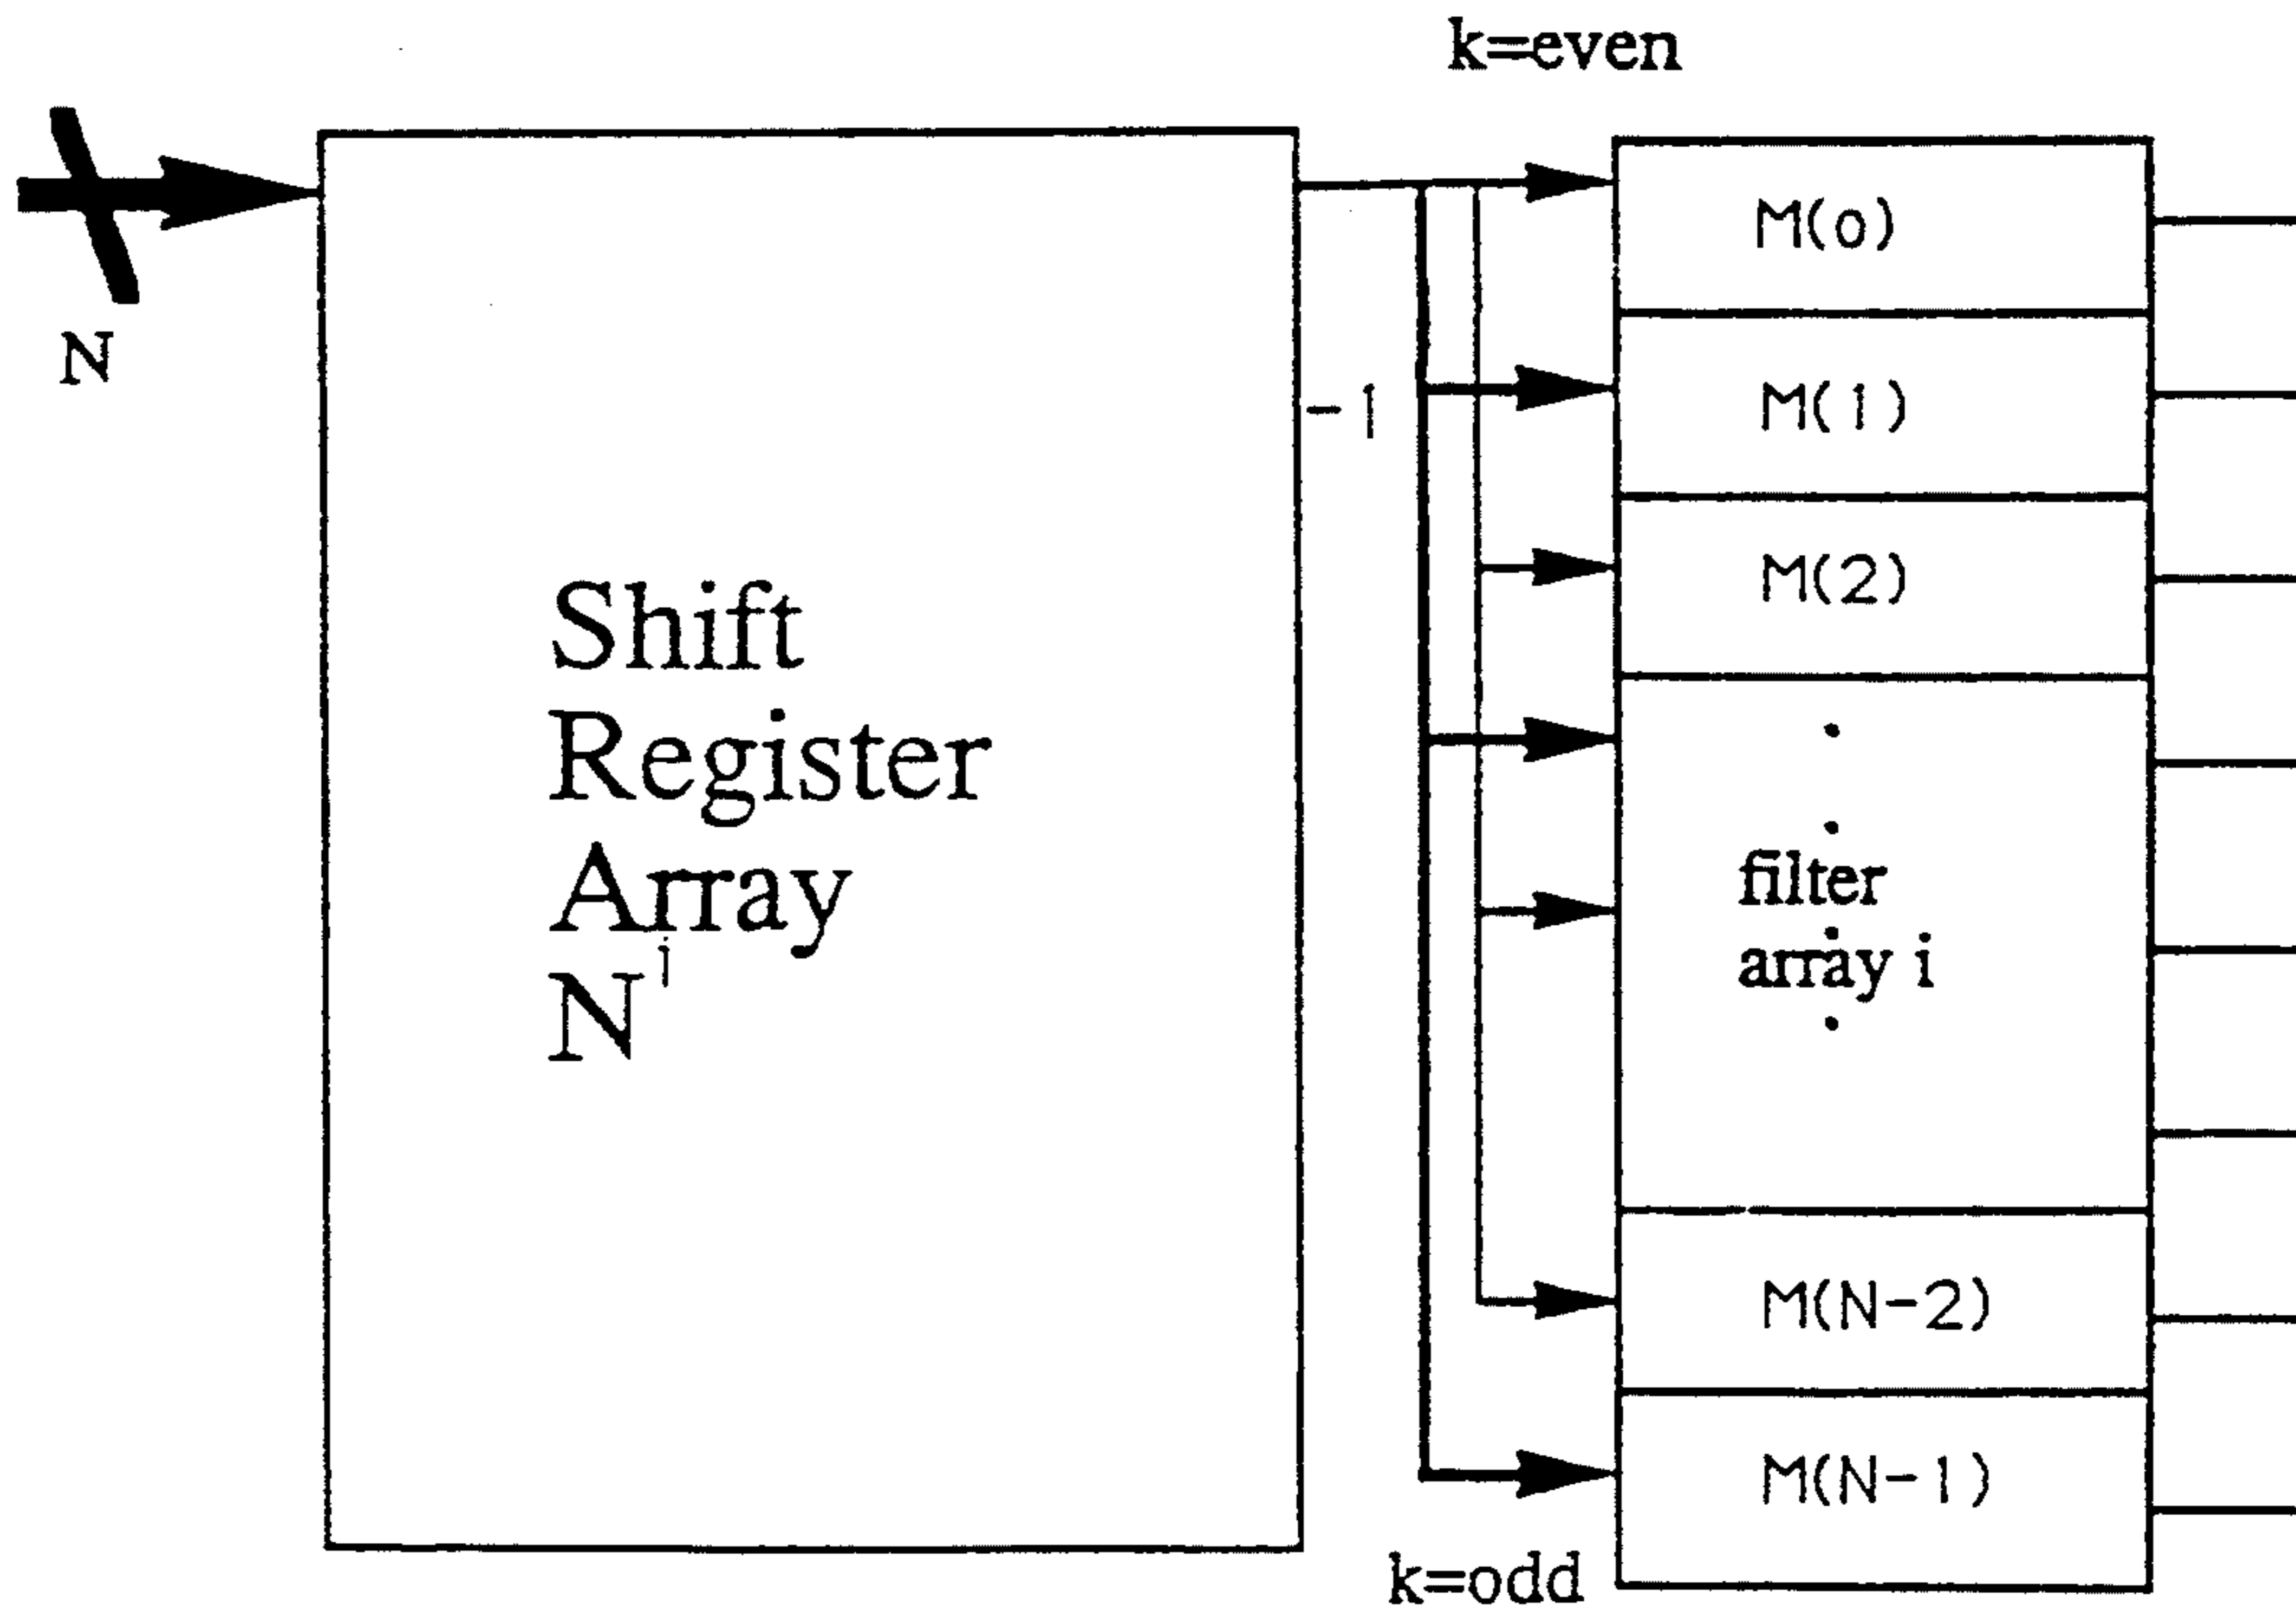 k=even
N
-1
Shift
Register
Array
N^i
M(o)
M(1)
M(2)
filter
array i
M(N-2)
M(N-1)
k=odd